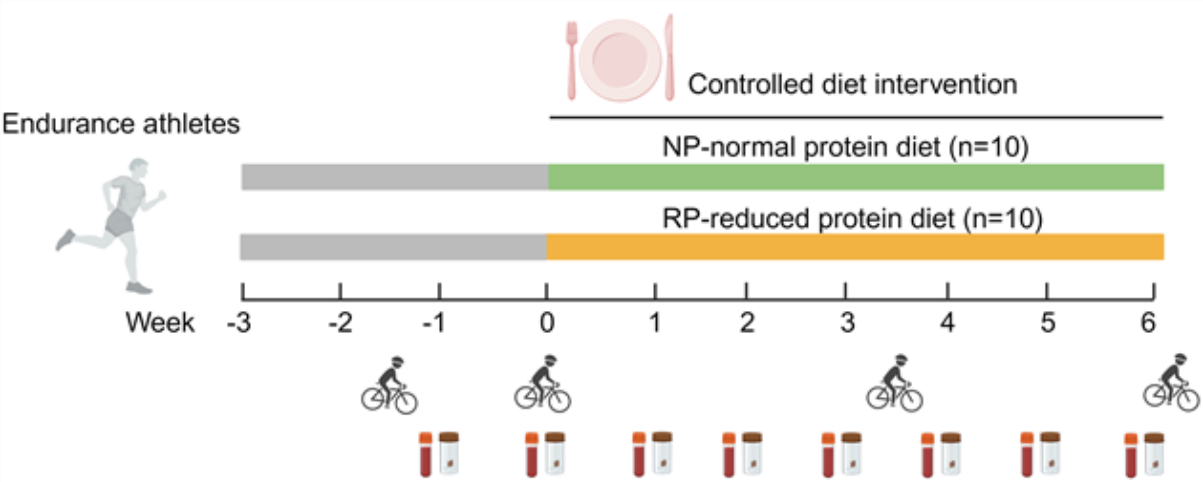 Controlled diet intervention
Endurance athletes
NP-normal protein diet (n=10)
RP-reduced protein diet (n=10)
Week -3 -2 -1 0 1 2 3 4 5 6